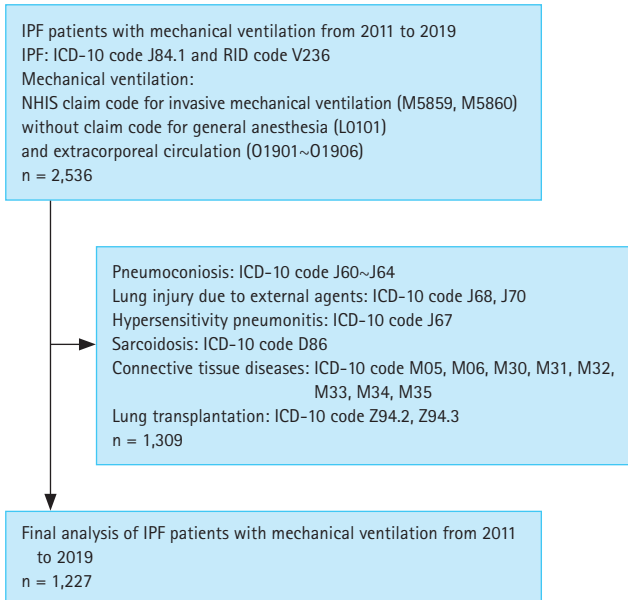 IPF patients with mechanical ventilation from 2011 to 2019
IPF: ICD-10 code J84.1 and RID code V236
Mechanical ventilation:
NHIS claim code for invasive mechanical ventilation (M5859, M5860)
without claim code for general anesthesia (L0101)
and extracorporeal circulation (O1901~O1906)
n = 2,536
Pneumoconiosis: ICD-10 code J60~J64
Lung injury due to external agents: ICD-10 code J68, J70
Hypersensitivity pneumonitis: ICD-10 code J67
Sarcoidosis: ICD-10 code D86
Connective tissue diseases: ICD-10 code M05, M06, M30, M31, M32,
M33, M34, M35
Lung transplantation: ICD-10 code Z94.2, Z94.3
n = 1,309
Final analysis of IPF patients with mechanical ventilation from 2011
to 2019
n = 1,227